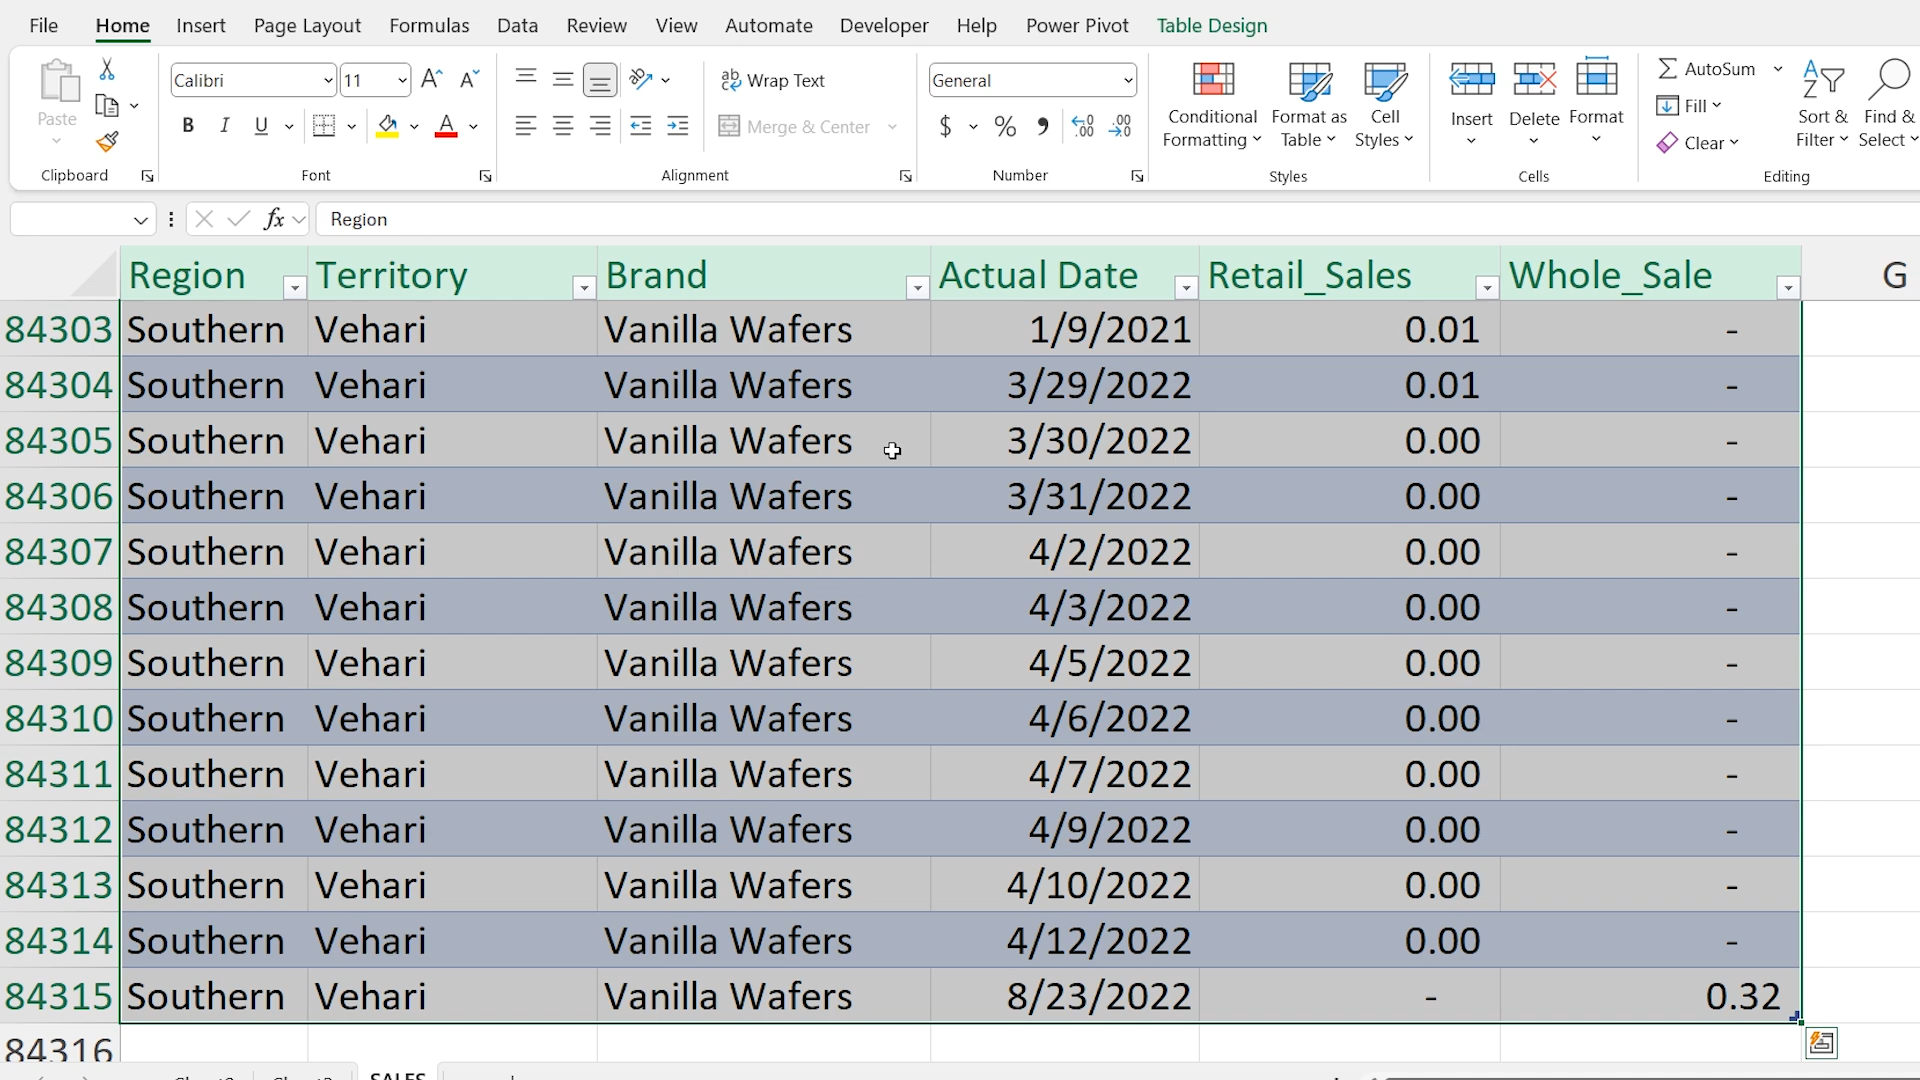 File Home Insert Page Layout Formulas Data Review View Automate Developer Help Power Pivot Table Design
Calibri 11 Wrap Text General AutoSum
Paste Conditional Formatting Format as Table Cell Styles Insert Delete Format Fill Sort & Filter Find & Select
B I U A Merge & Center $ % Clear
Clipboard Font Alignment Number Styles Cells Editing
fx Region
Region Territory Brand Actual Date Retail_Sales Whole_Sale G
84303 Southern Vehari Vanilla Wafers 1/9/2021 0.01 -
84304 Southern Vehari Vanilla Wafers 3/29/2022 0.01 -
84305 Southern Vehari Vanilla Wafers 3/30/2022 0.00 -
84306 Southern Vehari Vanilla Wafers 3/31/2022 0.00 -
84307 Southern Vehari Vanilla Wafers 4/2/2022 0.00 -
84308 Southern Vehari Vanilla Wafers 4/3/2022 0.00 -
84309 Southern Vehari Vanilla Wafers 4/5/2022 0.00 -
84310 Southern Vehari Vanilla Wafers 4/6/2022 0.00 -
84311 Southern Vehari Vanilla Wafers 4/7/2022 0.00 -
84312 Southern Vehari Vanilla Wafers 4/9/2022 0.00 -
84313 Southern Vehari Vanilla Wafers 4/10/2022 0.00 -
84314 Southern Vehari Vanilla Wafers 4/12/2022 0.00 -
84315 Southern Vehari Vanilla Wafers 8/23/2022 - 0.32
84316
SALES